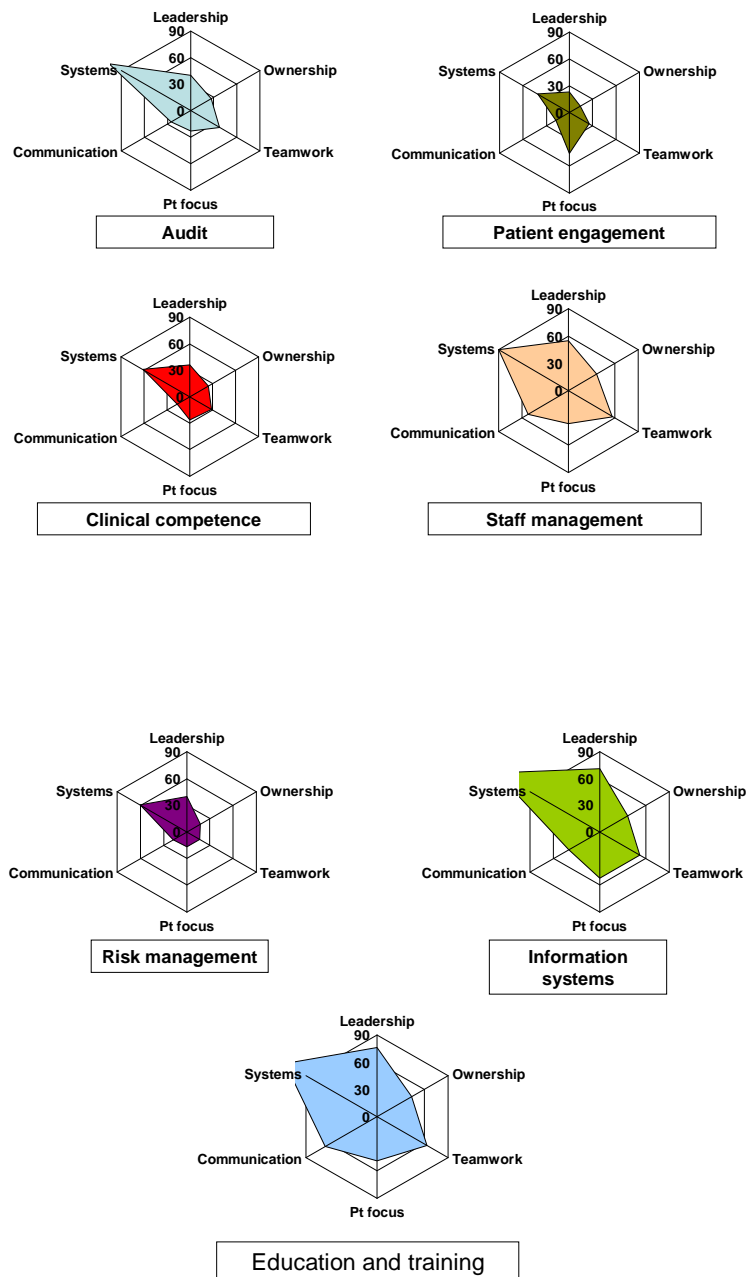 Leadership
90
60
30
0
Systems
Ownership
Communication
Teamwork
Pt focus
Audit
Leadership
90
60
30
0
Systems
Ownership
Communication
Teamwork
Pt focus
Patient engagement
Leadership
90
60
30
0
Systems
Ownership
Communication
Teamwork
Pt focus
Clinical competence
Leadership
90
60
30
0
Systems
Ownership
Communication
Teamwork
Pt focus
Staff management
Leadership
90
60
30
0
Systems
Ownership
Communication
Teamwork
Pt focus
Risk management
Leadership
90
60
30
0
Systems
Ownership
Communication
Teamwork
Pt focus
Information
systems
Leadership
90
60
30
0
Systems
Ownership
Communication
Teamwork
Pt focus
Education and training